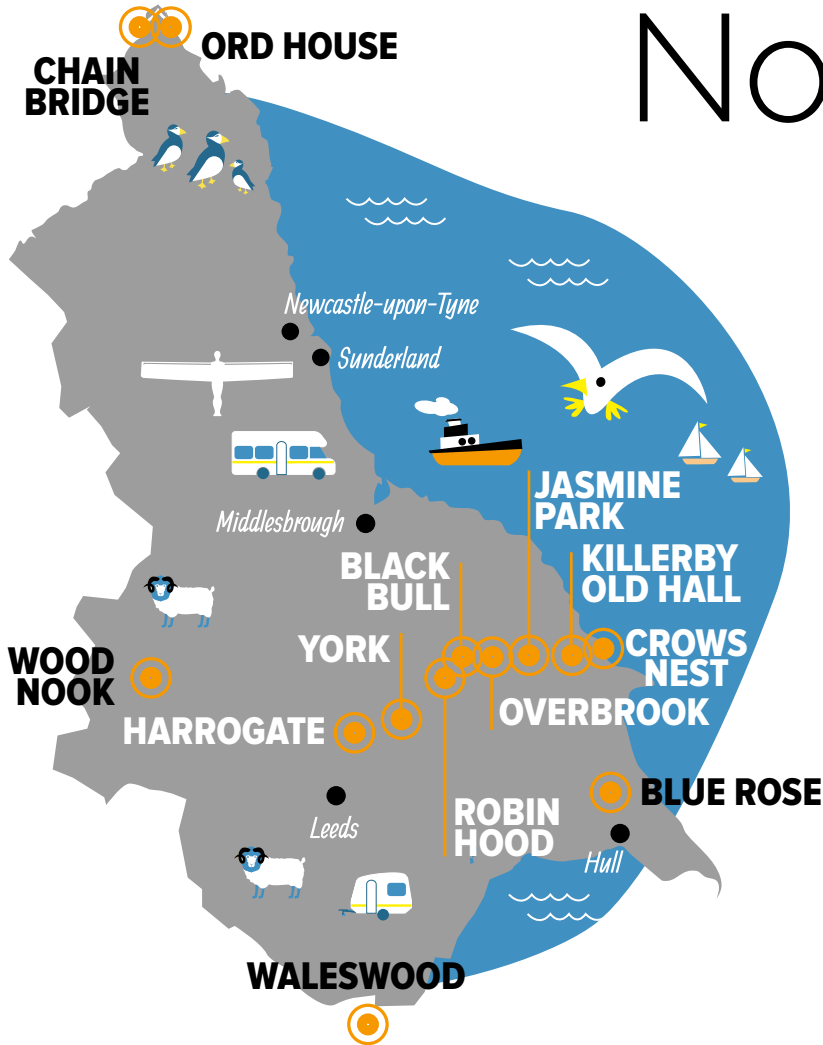 No
ORD HOUSE
CHAIN
BRIDGE
Newcastle-upon-Tyne
Sunderland
JASMINE
PARK
Middlesbrough
BLACK
BULL
KILLERBY
OLD HALL
YORK
CROWS
NEST
WOOD
NOOK
OVERBROOK
HARROGATE
BLUE ROSE
ROBIN
HOOD
Leeds
Hull
WALESWOOD